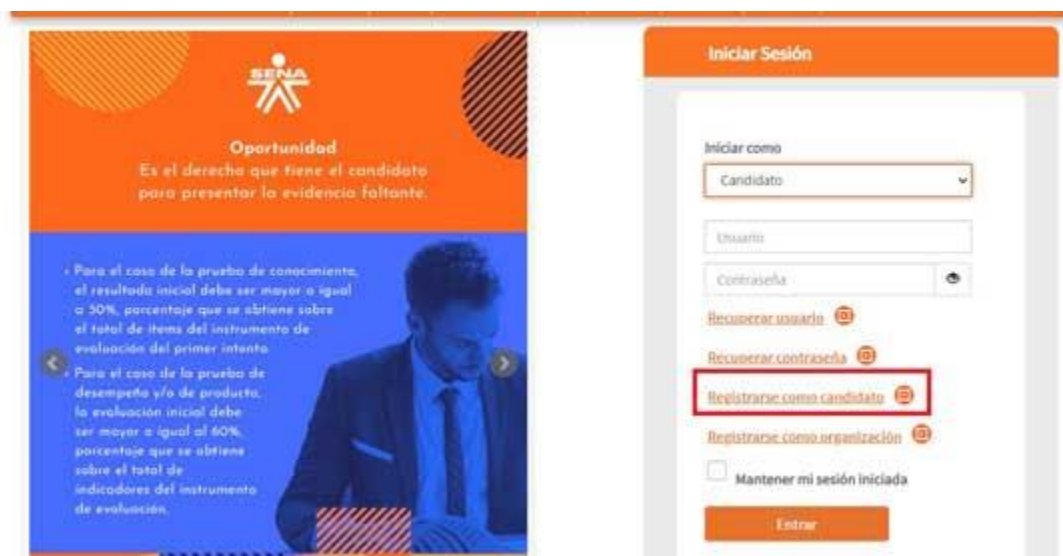 SENA
Oportunidad
Es el derecho que tiene el candidato
para presentar la evidencia faltante.
• Para el caso de la prueba de conocimiento,
el resultado inicial debe ser mayor o igual
a 50%, porcentaje que se obtiene sobre
el total de items del instrumento de
evaluación del primer intento
• Para el caso de la prueba de
desempeño y/o de producto,
la evaluación inicial debe
ser mayor o igual al 60%,
porcentaje que se obtiene
sobre el total de
indicadores del instrumento
de evaluación.
Iniciar Sesión
Iniciar como
Candidato
Usuario
Contraseña
Recuperar usuario
Recuperar contraseña
Registrarse como candidato
Registrarse como organización
Mantener mi sesión iniciada
Entrar